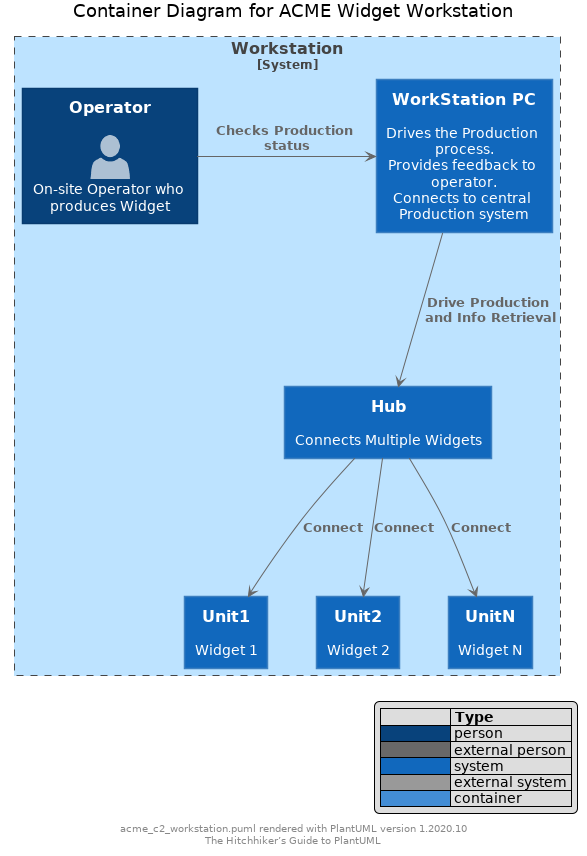 Container Diagram for ACME Widget Workstation
Workstation
[System]
Operator
On-site Operator who
produces Widget
Checks Production
status
WorkStation PC
Drives the Production
process.
Provides feedback to
operator.
Connects to central
Production system
Drive Production
and Info Retrieval
Hub
Connects Multiple Widgets
Connect
Connect
Connect
Unit1
Widget 1
Unit2
Widget 2
UnitN
Widget N
Type
person
external person
system
external system
container
acme_c2_workstation.puml rendered with PlantUML version 1.2020.10
The Hitchhiker's Guide to PlantUML